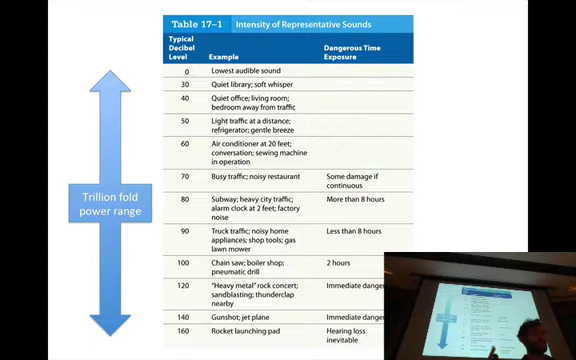 Table 17–1 Intensity of Representative Sounds
Typical
Decibel
Level
Example
Dangerous Time
Exposure
0 Lowest audible sound
30 Quiet library; soft whisper
40 Quiet office; living room;
bedroom away from traffic
50 Light traffic at a distance;
refrigerator; gentle breeze
60 Air conditioner at 20 feet;
conversation; sewing machine
in operation
70 Busy traffic; noisy restaurant Some damage if
continuous
80 Subway; heavy city traffic; More than 8 hours
alarm clock at 2 feet; factory
noise
90 Truck traffic; noisy home Less than 8 hours
appliances; shop tools; gas
lawn mower
100 Chain saw; boiler shop; 2 hours
pneumatic drill
120 "Heavy metal" rock concert; Immediate
sandblasting; thunderclap
nearby
140 Gunshot; jet plane Immediate
160 Rocket launching pad Hearing loss
inevitable
Trillion fold
power range